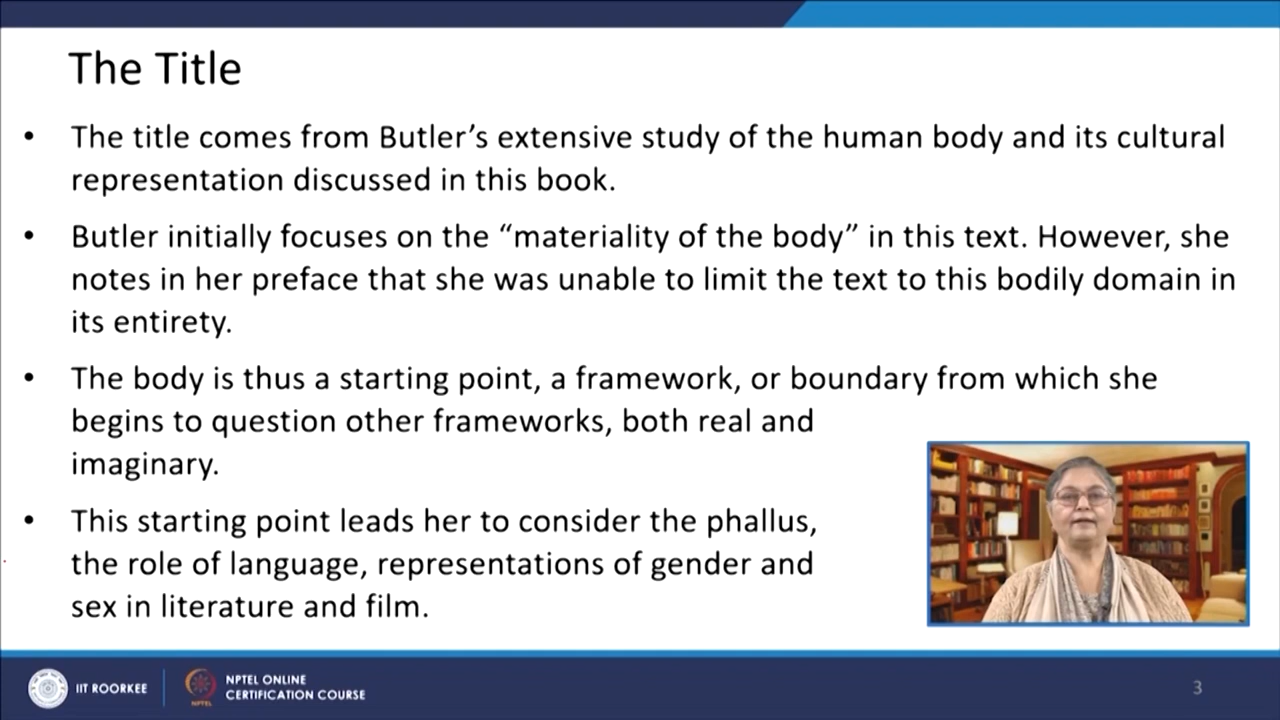 The Title
• The title comes from Butler’s extensive study of the human body and its cultural
representation discussed in this book.
• Butler initially focuses on the “materiality of the body” in this text. However, she
notes in her preface that she was unable to limit the text to this bodily domain in
its entirety.
• The body is thus a starting point, a framework, or boundary from which she
begins to question other frameworks, both real and
imaginary.
• This starting point leads her to consider the phallus,
the role of language, representations of gender and
sex in literature and film.
IIT ROORKEE
NPTEL
NPTEL ONLINE
CERTIFICATION COURSE
3